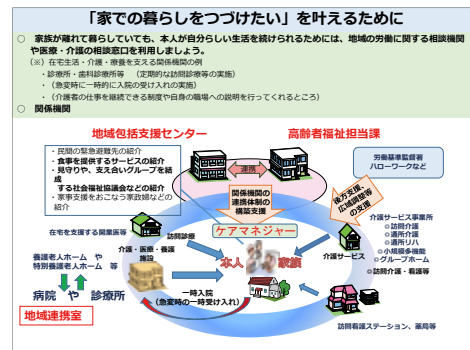 「家での暮らしをつづけたい」を叶えるために
○ 家族が離れて暮らしていても、本人が自分らしい生活を続けられるためには、地域の労働に関する相談機関
や医療・介護の相談窓口を利用しましょう。
(※)在宅生活・介護・療養を支える関係機関の例
・診療所・歯科診療所等 (定期的な訪問診療等の実施)
・(急変時に一時的に入院の受け入れの実施)
・(介護者の仕事を継続できる制度や自身の職場への説明を行ってくれるところ)
○ 関係機関
地域包括支援センター
高齢者福祉担当課
・民間の緊急避難先の紹介
・食事を提供するサービスの紹介
・見守りや、支え合いグループを結
成
する社会福祉協議会などの紹介
・家事支援をおこなう家政婦などの
紹介
連携
労働基準監督署
ハローワークなど
関係機関の
連携体制の
構築支援
後方支援、
広域調整等
の支援
ケアマネジャー
在宅を支援する開業医等
訪問診療
介護・医療・養護
施設
本人
家族
介護サービス
介護サービス事業所
◎訪問介護
◎通所介護
◎通所リハ
◎小規模多機能
◎グループホーム
◎訪問介護・看護等
養護老人ホーム や
特別養護老人ホーム 等
病院 や 診療所
地域連携室
一時入院
(急変時の一時受け入れ)
訪問看護ステーション、薬局等